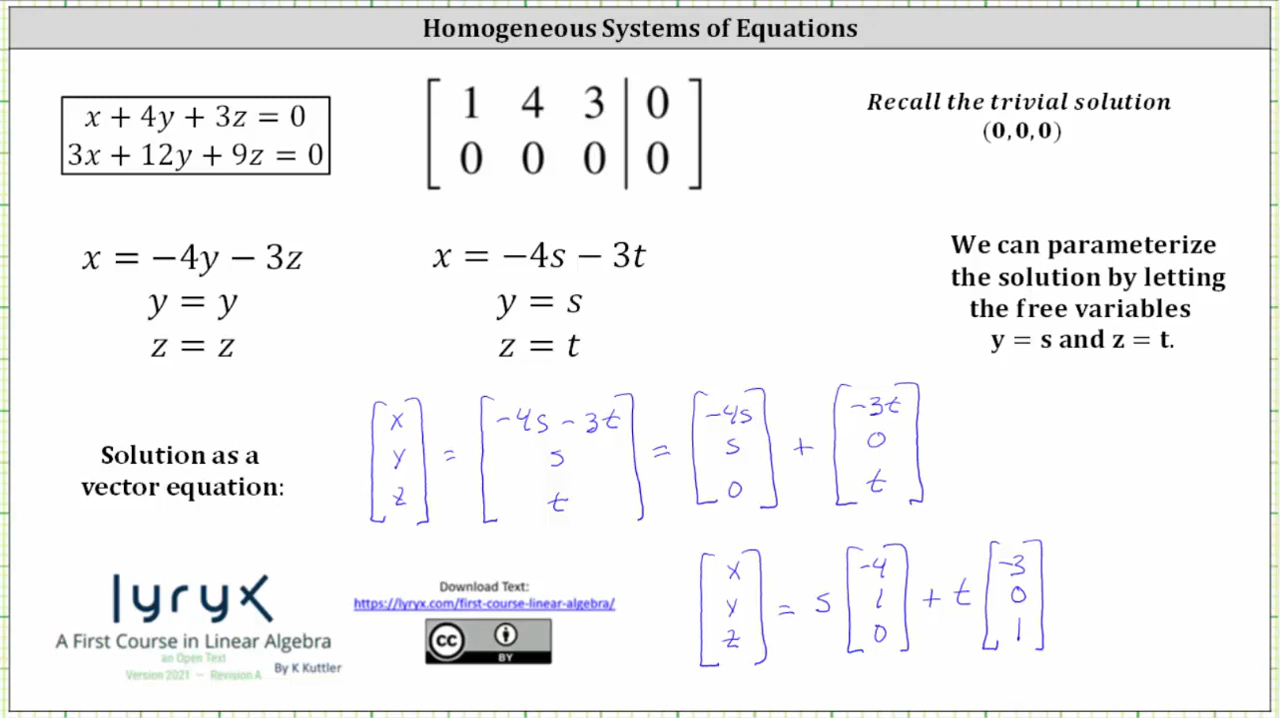 Homogeneous Systems of Equations
x + 4y + 3z = 0
3x + 12y + 9z = 0
[ 1 4 3 | 0 ]
[ 0 0 0 | 0 ]
Recall the trivial solution
(0, 0, 0)
x = −4y − 3z
y = y
z = z
x = −4s − 3t
y = s
z = t
We can parameterize
the solution by letting
the free variables
y = s and z = t.
Solution as a
vector equation:
[x y z] = [-4s - 3t s t] = [-4s s 0] + [-3t 0 t]
[x y z] = s [-4 1 0] + t [-3 0 1]
lyryx
A First Course in Linear Algebra
an Open Text
Version 2021 – Revision A
By K Kuttler
Download Text:
https://lyryx.com/first-course-linear-algebra/
cc
BY